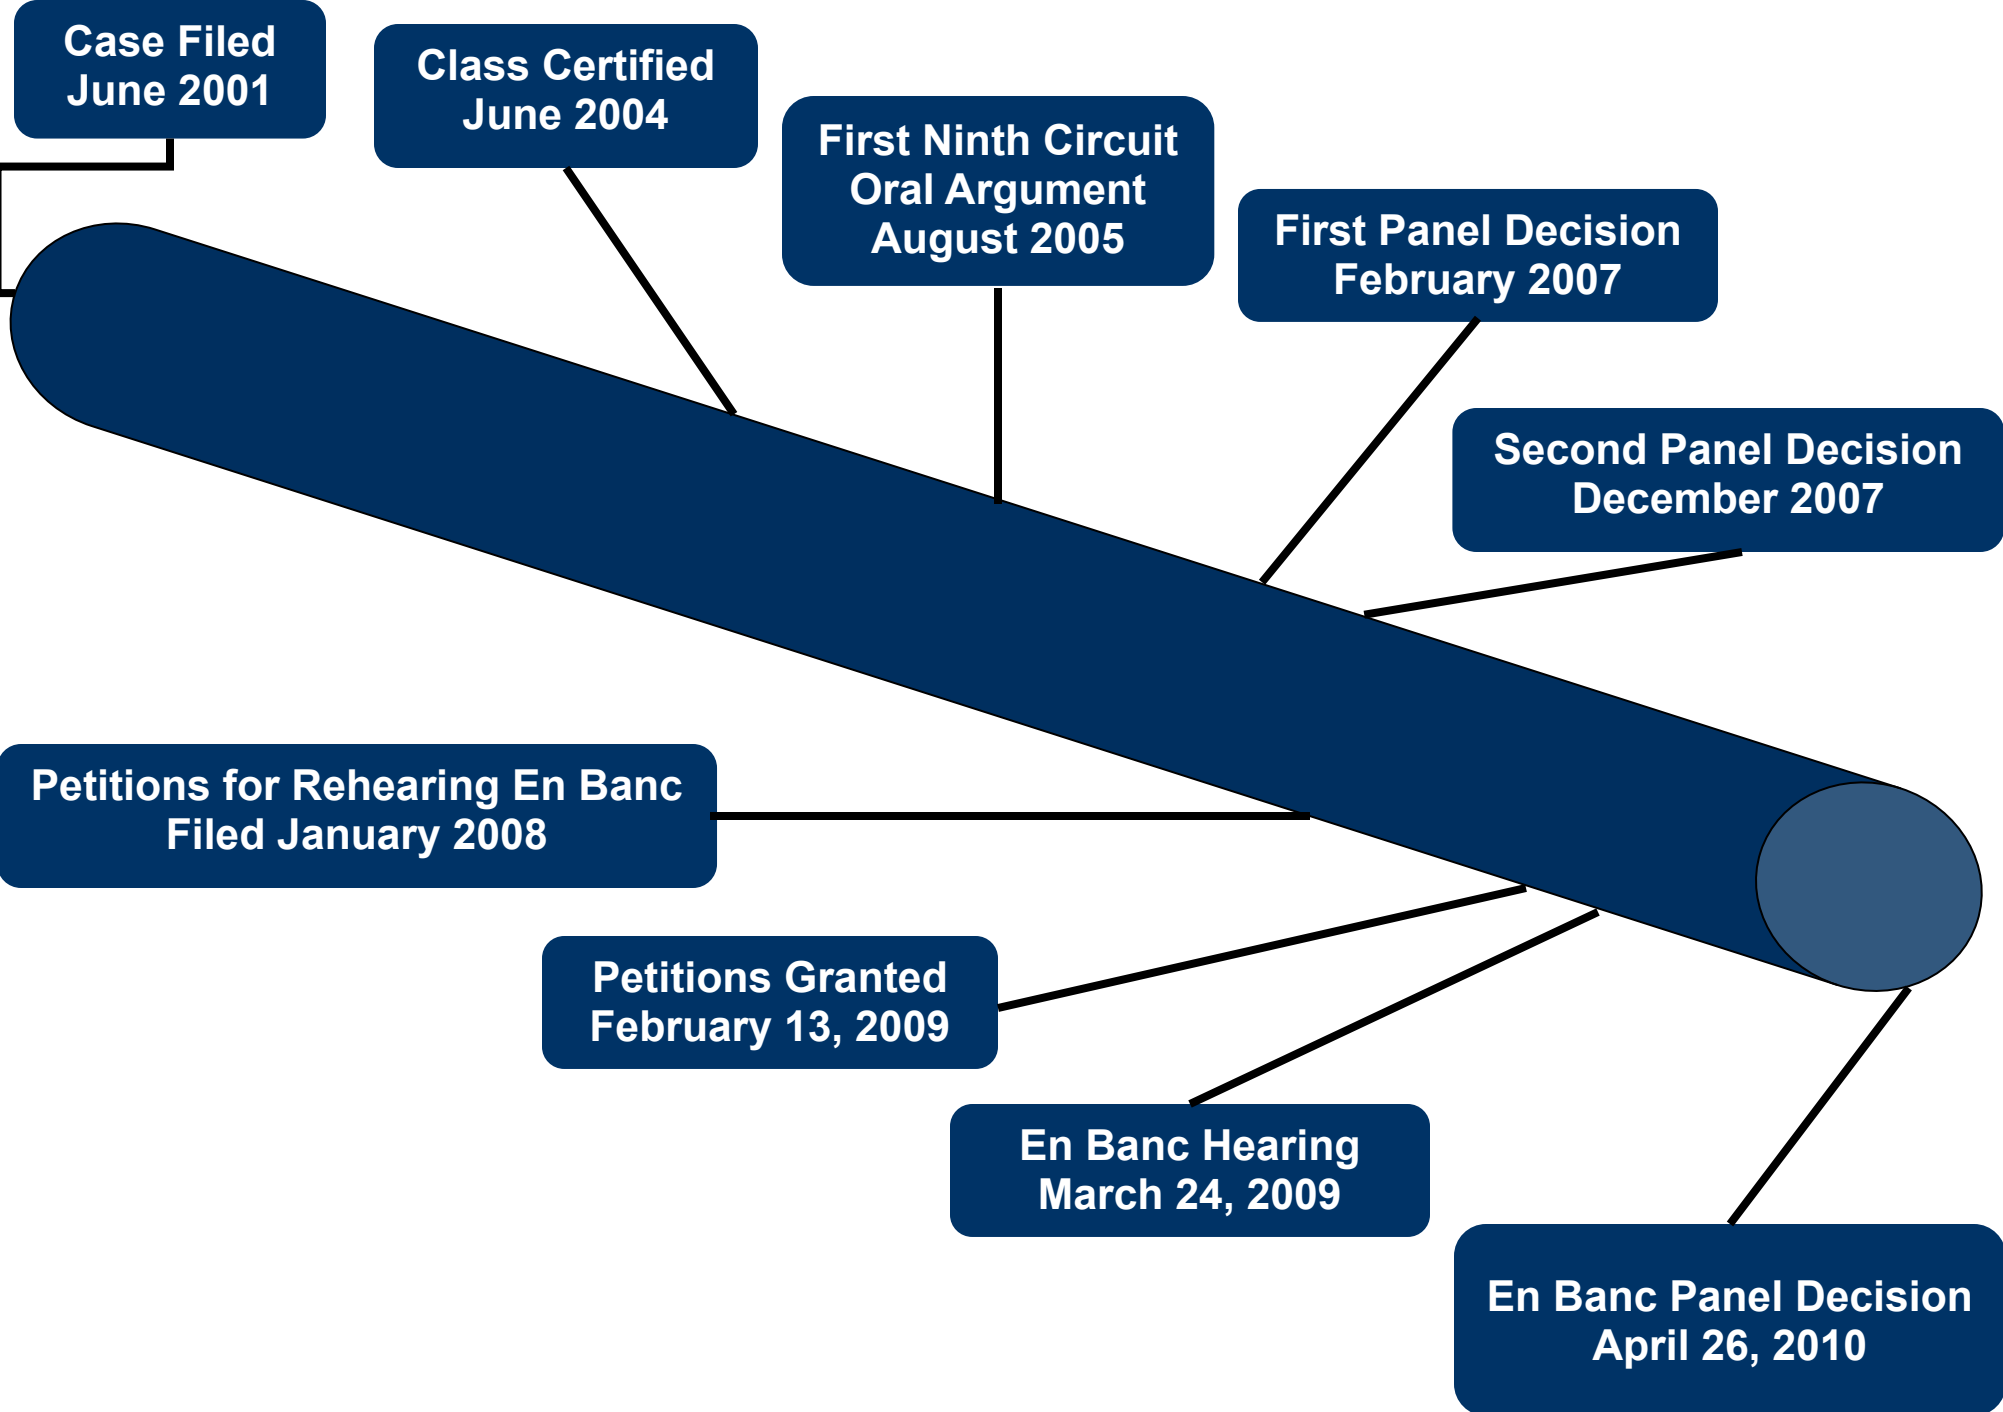 Case Filed
June 2001
Class Certified
June 2004
First Ninth Circuit
Oral Argument
August 2005
First Panel Decision
February 2007
Second Panel Decision
December 2007
Petitions for Rehearing En Banc
Filed January 2008
Petitions Granted
February 13, 2009
En Banc Hearing
March 24, 2009
En Banc Panel Decision
April 26, 2010